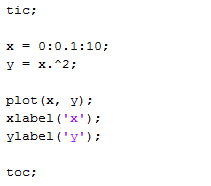 tic;
x = 0:0.1:10;
y = x.^2;
plot(x, y);
xlabel('x');
ylabel('y');
toc;